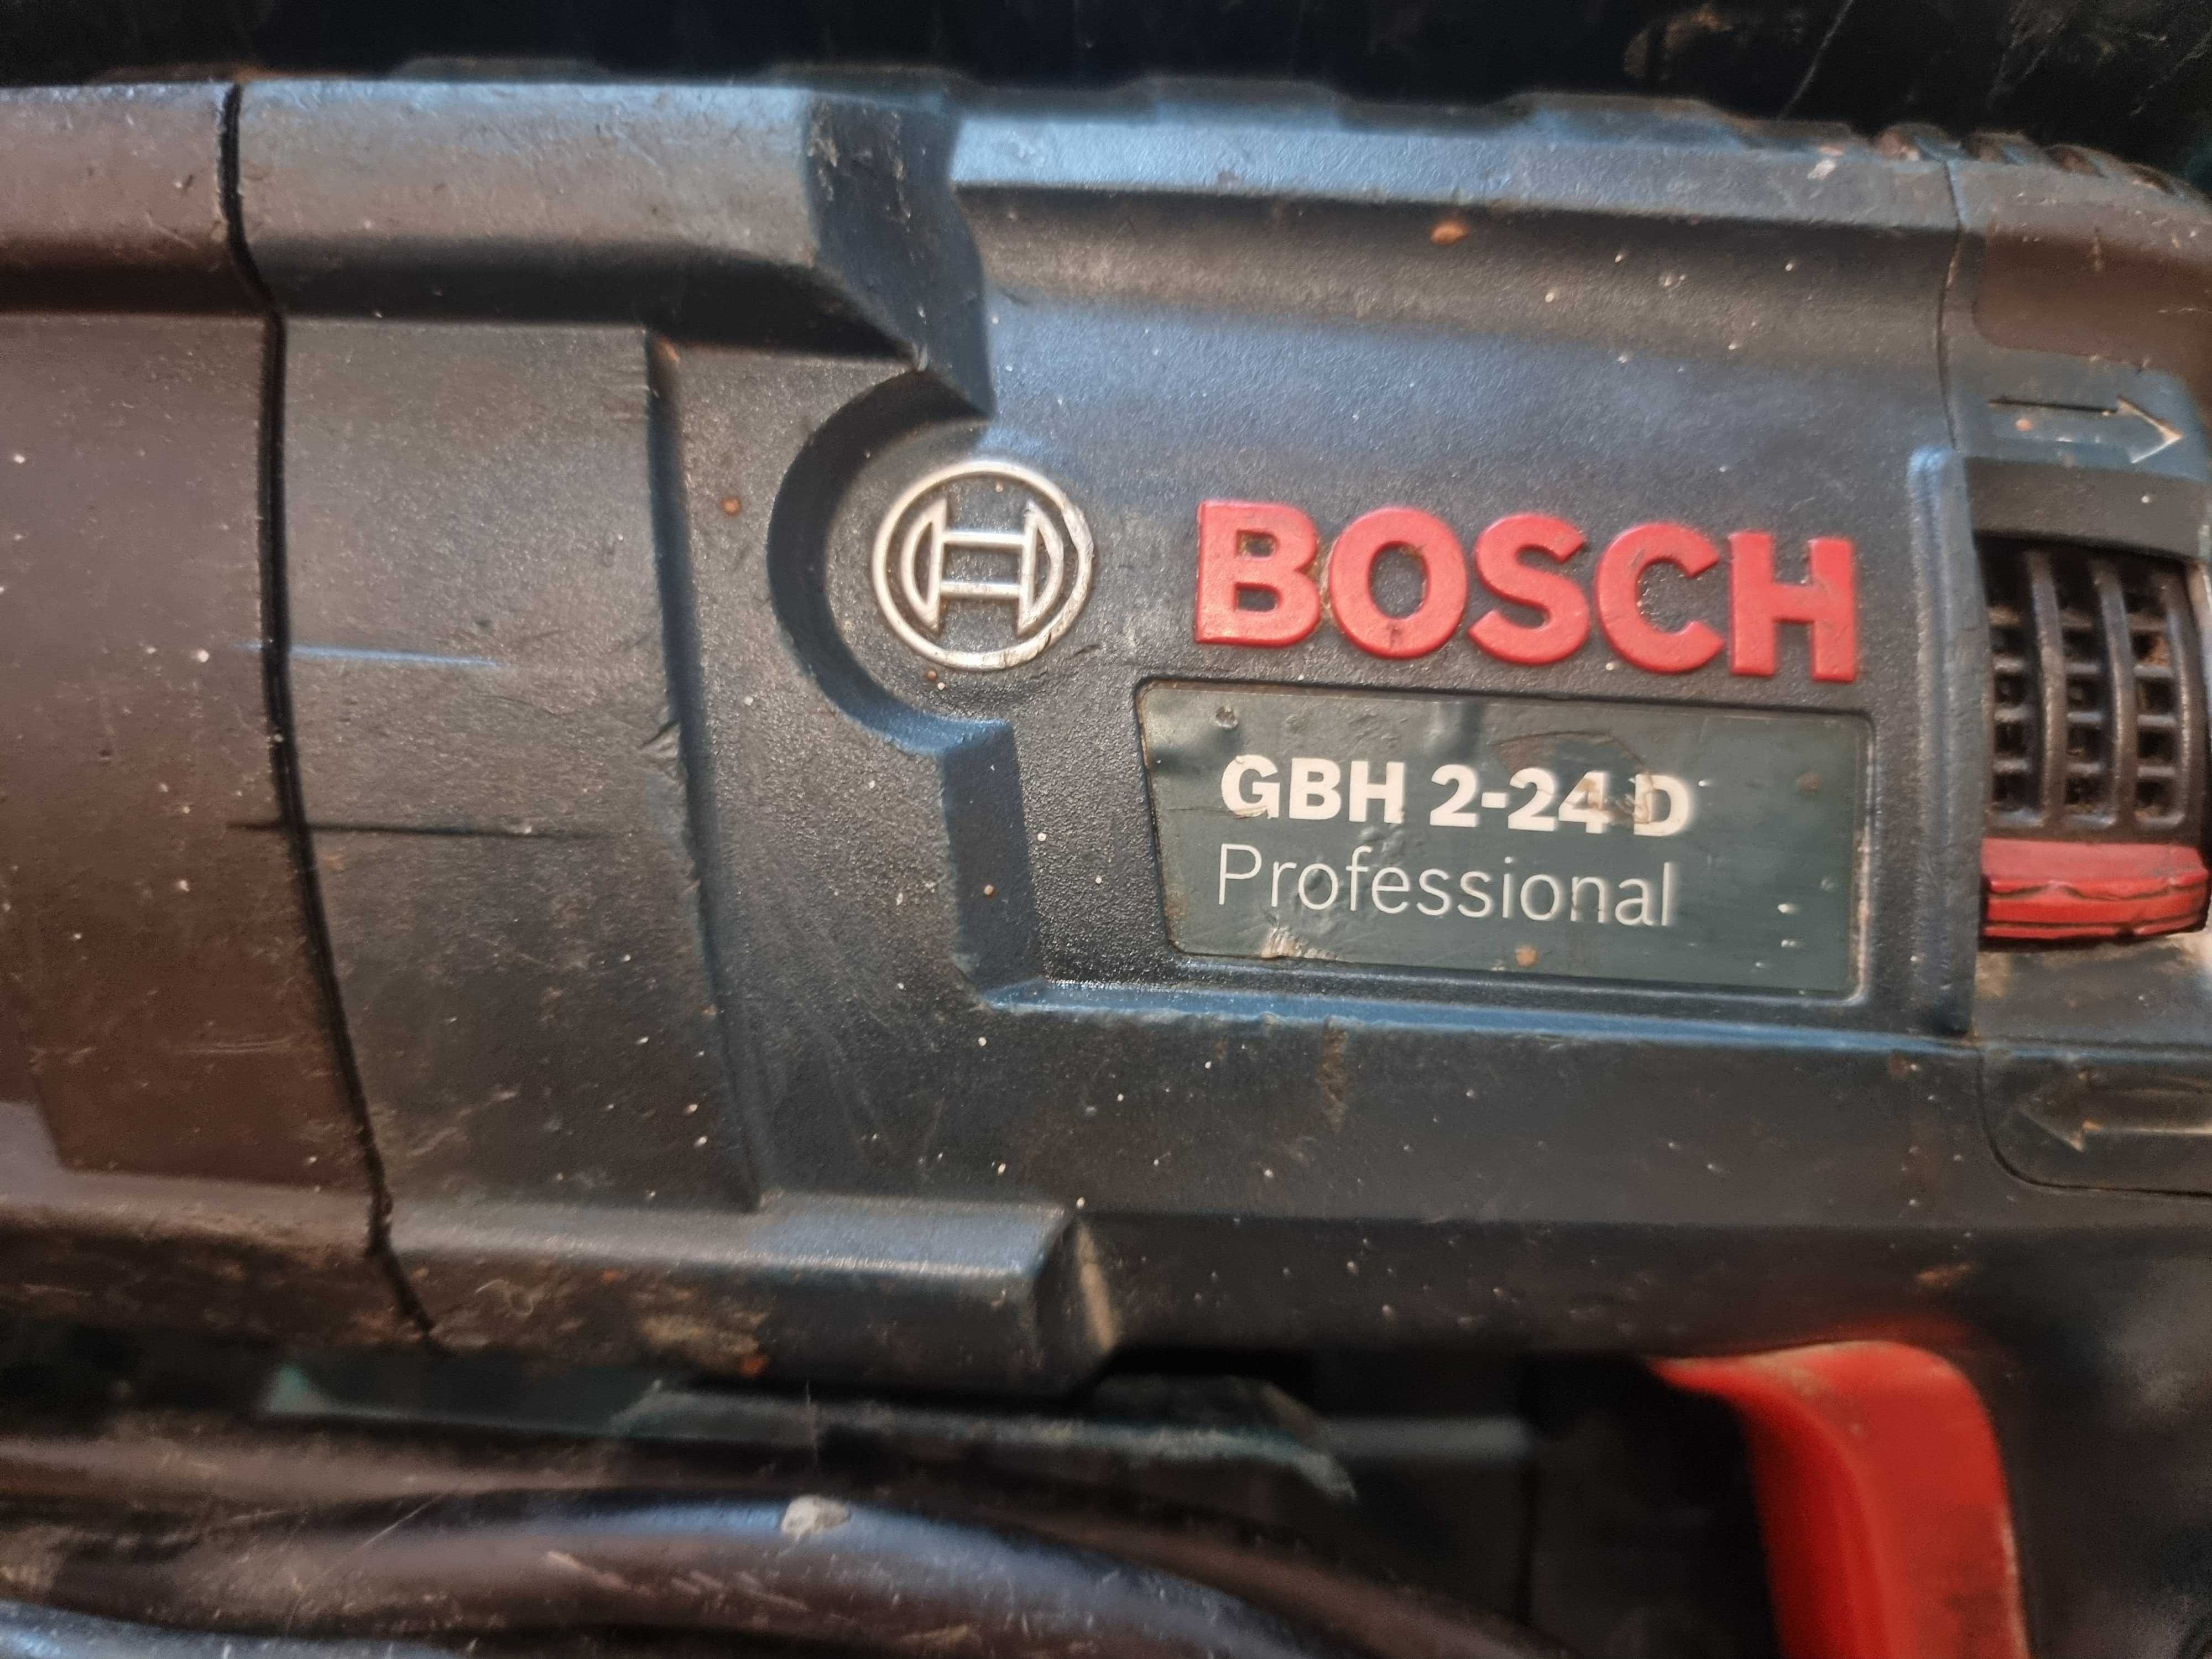 BOSCH
GBH 2-24 D
Professional